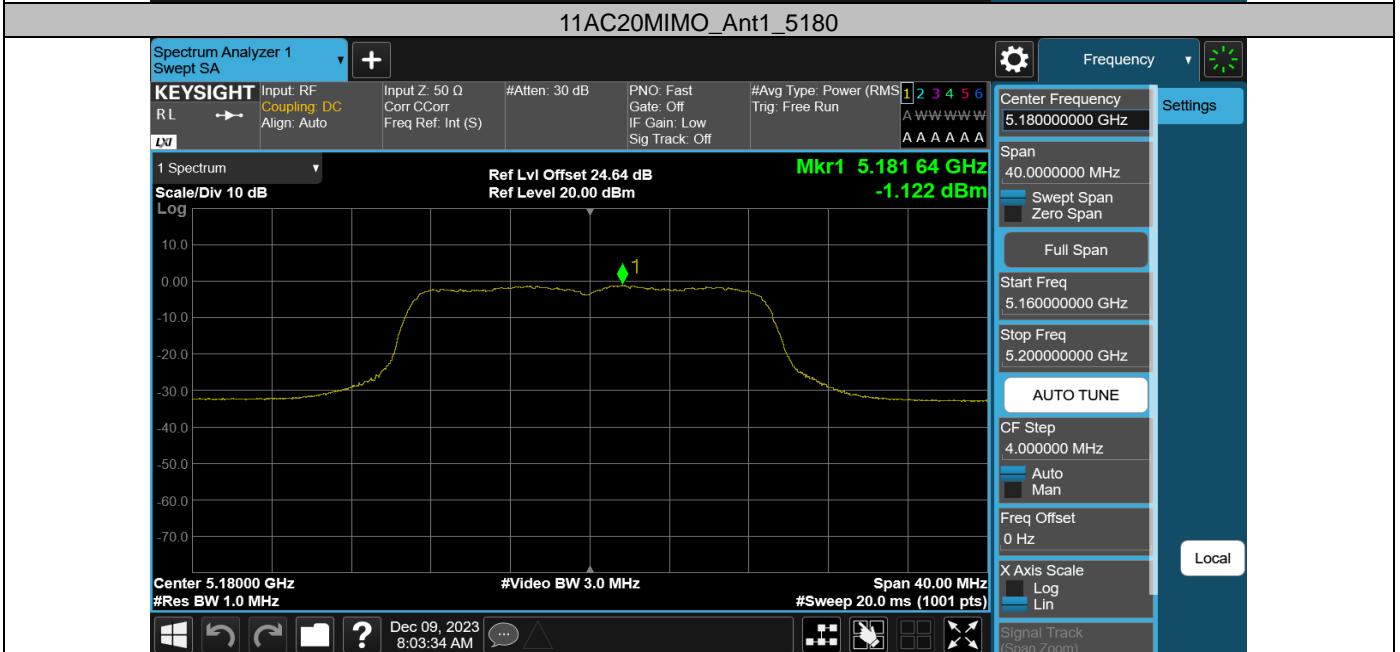 11AC20MIMO_Ant1_5180
Spectrum Analyzer 1
Swept SA
Frequency
KEYSIGHT
RL
LXI
Input: RF
Coupling: DC
Align: Auto
Input Z: 50 Ω
Corr CCorr
Freq Ref: Int (S)
#Atten: 30 dB
PNO: Fast
Gate: Off
IF Gain: Low
Sig Track: Off
#Avg Type: Power (RMS
Trig: Free Run
1 2 3 4 5 6
A W W W W W
A A A A A A
1 Spectrum
Scale/Div 10 dB
Log
Ref Lvl Offset 24.64 dB
Ref Level 20.00 dBm
Mkr1 5.181 64 GHz
-1.122 dBm
1
10.0
0.00
-10.0
-20.0
-30.0
-40.0
-50.0
-60.0
-70.0
Center 5.18000 GHz
#Res BW 1.0 MHz
#Video BW 3.0 MHz
Span 40.00 MHz
#Sweep 20.0 ms (1001 pts)
Center Frequency
5.180000000 GHz
Settings
Span
40.0000000 MHz
Swept Span
Zero Span
Full Span
Start Freq
5.160000000 GHz
Stop Freq
5.200000000 GHz
AUTO TUNE
CF Step
4.000000 MHz
Auto
Man
Freq Offset
0 Hz
X Axis Scale
Log
Lin
Signal Track
(Span Zoom)
Local
Dec 09, 2023
8:03:34 AM